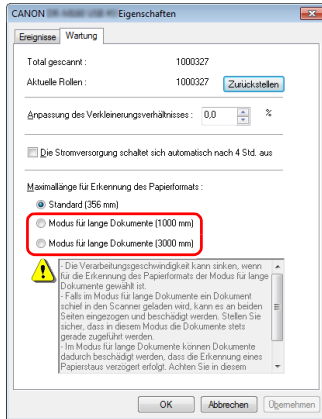 CANON Eigenschaften
Ereignisse Wartung
Total gescannt : 1000327
Aktuelle Rollen : 1000327 Zurückstellen
Anpassung des Verkleinerungsverhältnisses : 0,0 %
Die Stromversorgung schaltet sich automatisch nach 4 Std. aus
Maximallänge für Erkennung des Papierformats :
Standard (356 mm)
Modus für lange Dokumente (1000 mm)
Modus für lange Dokumente (3000 mm)
- Die Verarbeitungsgeschwindigkeit kann sinken, wenn
für die Erkennung des Papierformats der Modus für lange
Dokumente gewählt ist.
- Falls im Modus für lange Dokumente ein Dokument
schief in den Scanner geladen wird, kann es an beiden
Seiten eingezogen und beschädigt werden. Stellen Sie
sicher, dass in diesem Modus die Dokumente stets
gerade zugeführt werden.
- Im Modus für lange Dokumente können Dokumente
dadurch beschädigt werden, dass die Erkennung eines
Papierstaus verzögert erfolgt. Achten Sie in diesem
OK Abbrechen Übernehmen